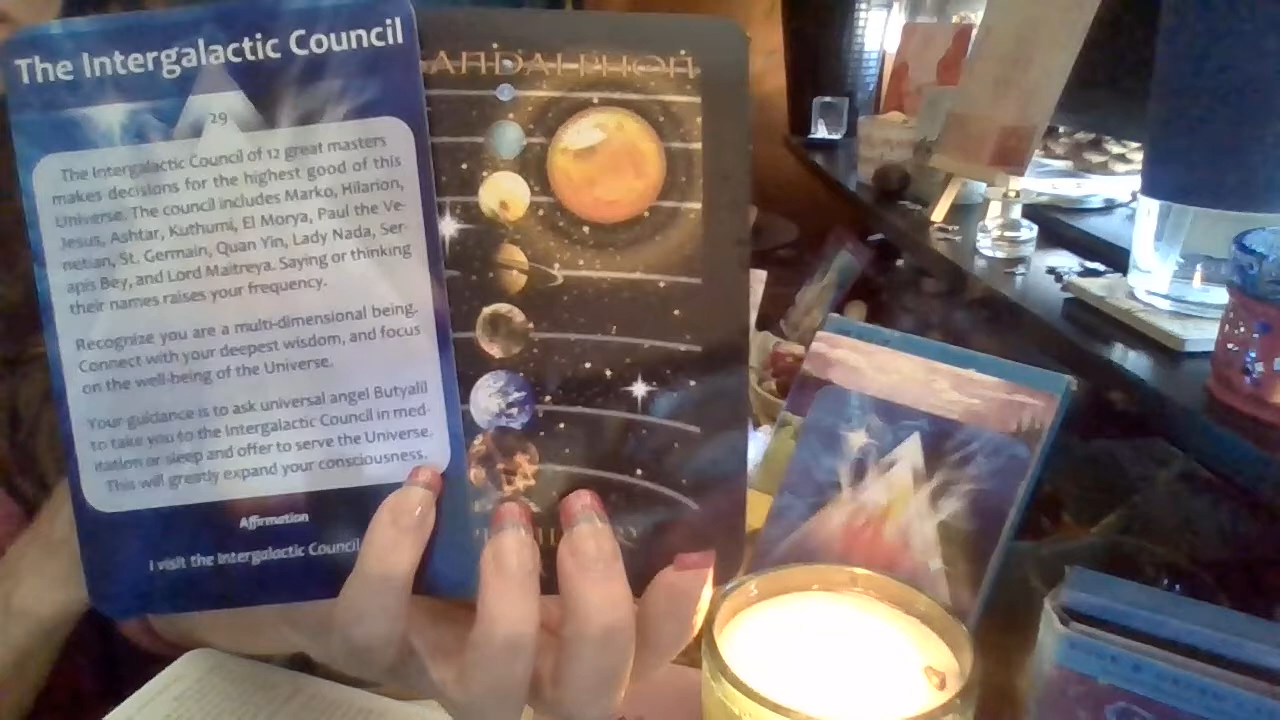 The Intergalactic Council
29
The Intergalactic Council of 12 great masters
makes decisions for the highest good of this
Universe. The council includes Marko, Hilarion,
Jesus, Ashtar, Kuthumi, El Morya, Paul the Ve-
netian, St. Germain, Quan Yin, Lady Nada, Ser-
apis Bey, and Lord Maitreya. Saying or thinking
their names raises your frequency.
Recognize you are a multi-dimensional being.
Connect with your deepest wisdom, and focus
on the well-being of the Universe.
Your guidance is to ask universal angel Butyalil
to take you to the Intergalactic Council in med-
itation or sleep and offer to serve the Universe.
This will greatly expand your consciousness.
Affirmation
I visit the Intergalactic Council
ANDALPHON